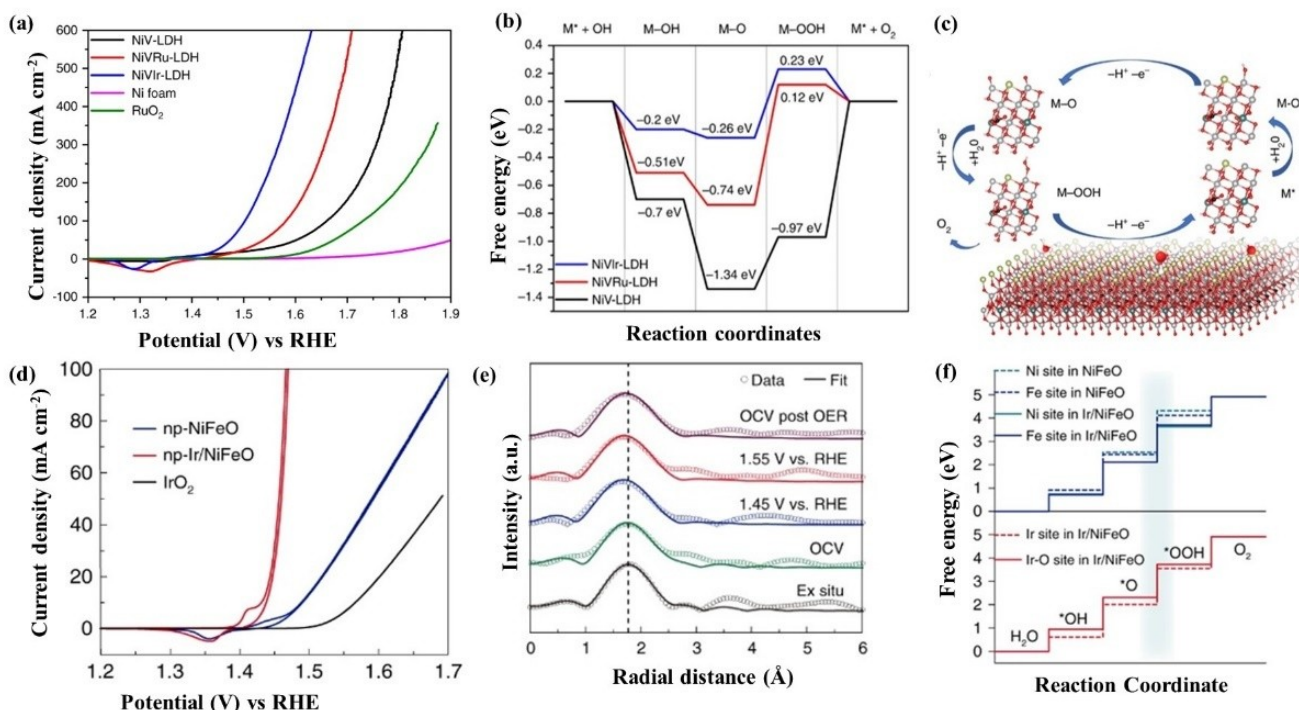 (a)
Current density (mA cm⁻²)
600
500
400
300
200
100
0
-100
NiV-LDH
NiVRu-LDH
NiVIr-LDH
Ni foam
RuO₂
1.2 1.3 1.4 1.5 1.6 1.7 1.8 1.9
Potential (V) vs RHE
(b)
M* + OH M–OH M–O M–OOH M* + O₂
Free energy (eV)
0.4
0.2
0.0
−0.2
−0.4
−0.6
−0.8
−1.0
−1.2
−1.4
0.23 eV
0.12 eV
−0.2 eV
−0.26 eV
−0.51eV
−0.74 eV
−0.7 eV
−0.97 eV
−1.34 eV
NiVIr-LDH
NiVRu-LDH
NiV-LDH
Reaction coordinates
(c)
−H⁺ −e⁻
M–O
M-O
−H⁺ −e⁻
+H₂O
+H₂O
M–OOH
M*
O₂
−H⁺ −e⁻
(d)
Current density (mA cm⁻²)
100
80
60
40
20
0
np-NiFeO
np-Ir/NiFeO
IrO₂
1.2 1.3 1.4 1.5 1.6 1.7
Potential (V) vs RHE
(e)
Intensity (a.u.)
Data Fit
OCV post OER
1.55 V vs. RHE
1.45 V vs. RHE
OCV
Ex situ
0 1 2 3 4 5 6
Radial distance (Å)
(f)
Free energy (eV)
Ni site in NiFeO
Fe site in NiFeO
Ni site in Ir/NiFeO
Fe site in Ir/NiFeO
5
4
3
2
1
0
Ir site in Ir/NiFeO
Ir-O site in Ir/NiFeO
5
4
3
2
1
0
H₂O
*OH
*O
*OOH
O₂
Reaction Coordinate